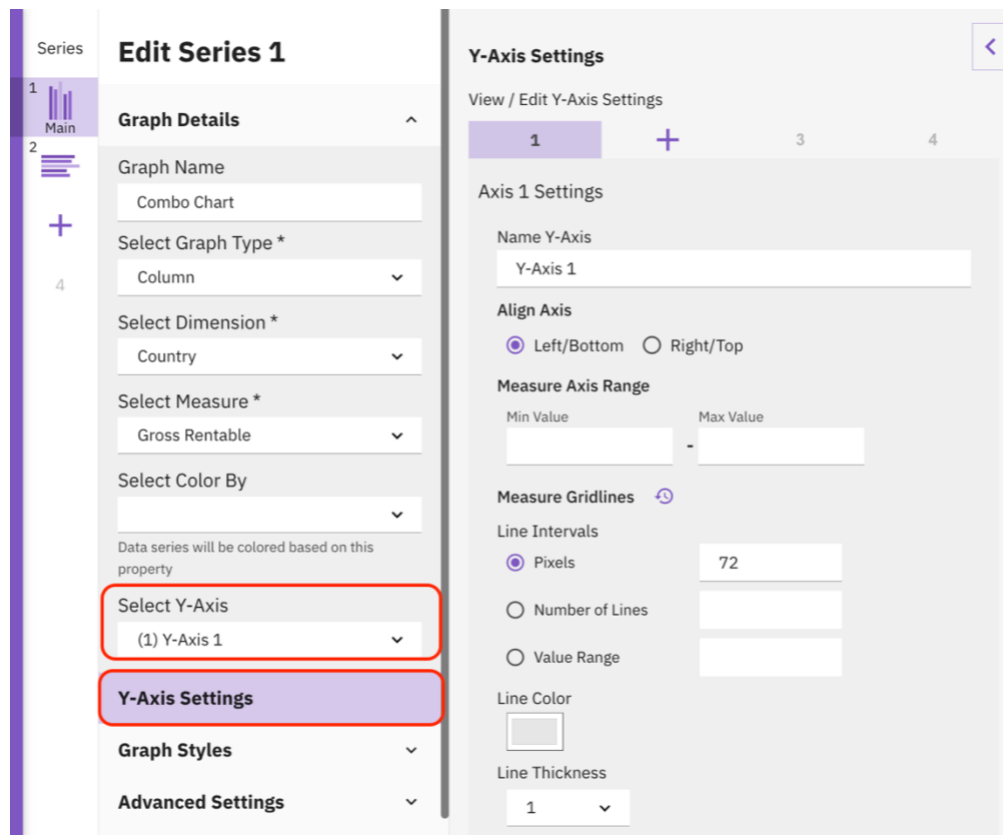 Series
1
Main
2
4
Edit Series 1
Graph Details
Graph Name
Combo Chart
Select Graph Type *
Column
Select Dimension *
Country
Select Measure *
Gross Rentable
Select Color By
Data series will be colored based on this
property
Select Y-Axis
(1) Y-Axis 1
Y-Axis Settings
Graph Styles
Advanced Settings
Y-Axis Settings
View / Edit Y-Axis Settings
1 + 3 4
Axis 1 Settings
Name Y-Axis
Y-Axis 1
Align Axis
Left/Bottom Right/Top
Measure Axis Range
Min Value Max Value
-
Measure Gridlines
Line Intervals
Pixels 72
Number of Lines
Value Range
Line Color
Line Thickness
1